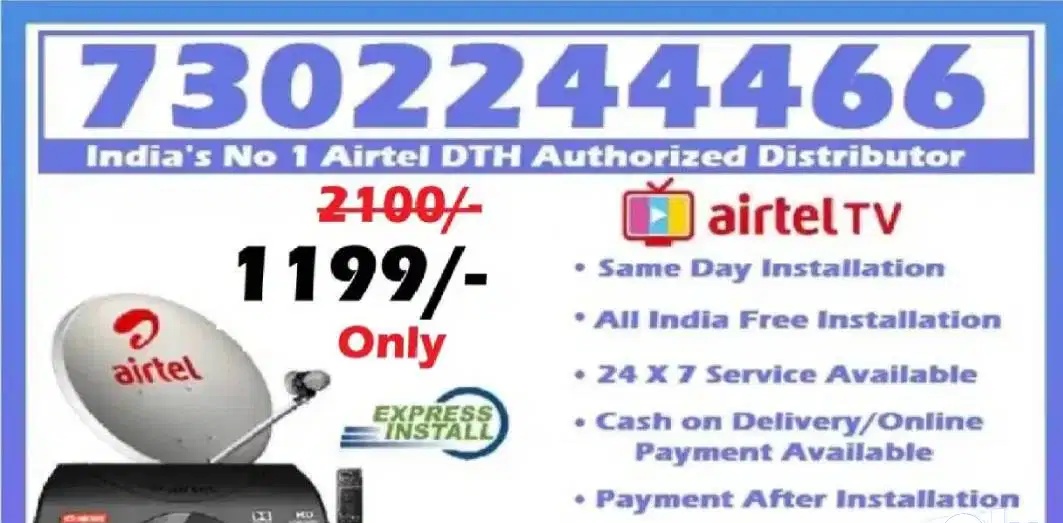 7302244466
India's No 1 Airtel DTH Authorized Distributor
2100/-
1199/-
Only
airtel TV
• Same Day Installation
• All India Free Installation
• 24 X 7 Service Available
• Cash on Delivery/Online
Payment Available
• Payment After Installation
airtel
EXPRESS
INSTALL